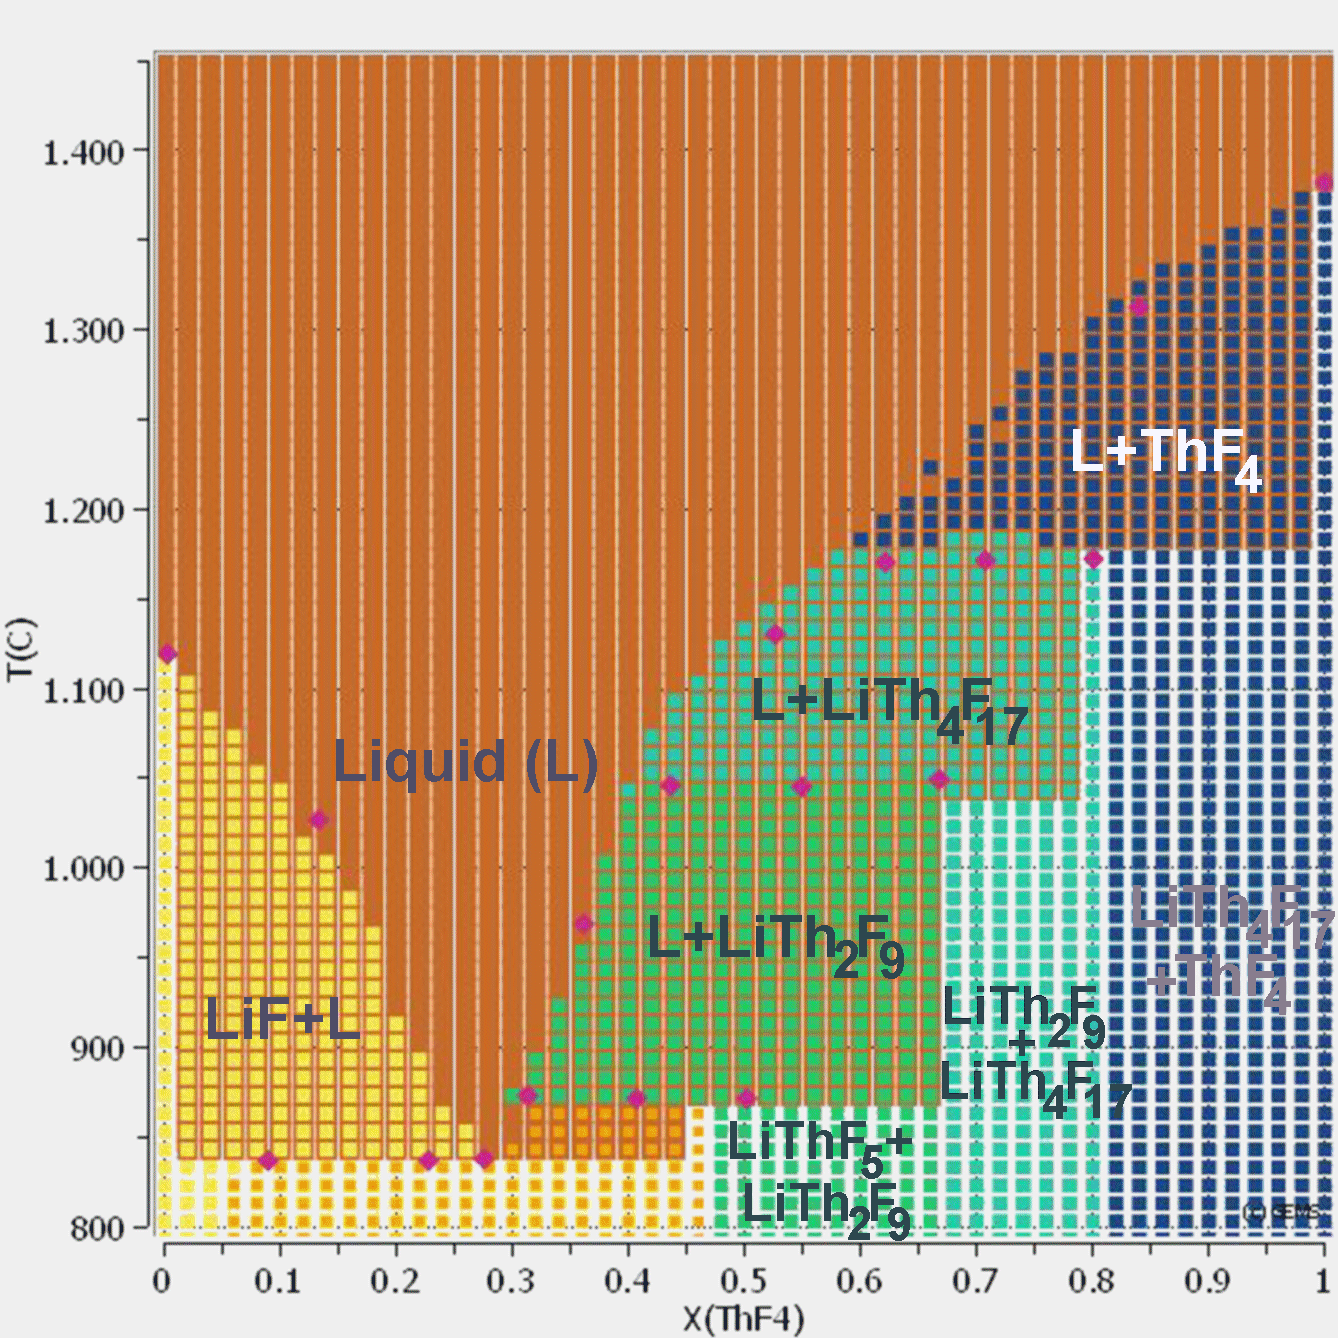 1.400
1.300
1.200
1.100
1.000
900
800
T(C)
L+ThF4
L+LiTh4F17
Liquid (L)
L+LiTh2F9
LiF+L
LiTh4F17
+ThF4
LiTh2F9
+
LiTh4F17
LiThF5+
LiTh2F9
(C) GEMS
0 0.1 0.2 0.3 0.4 0.5 0.6 0.7 0.8 0.9 1
X(ThF4)